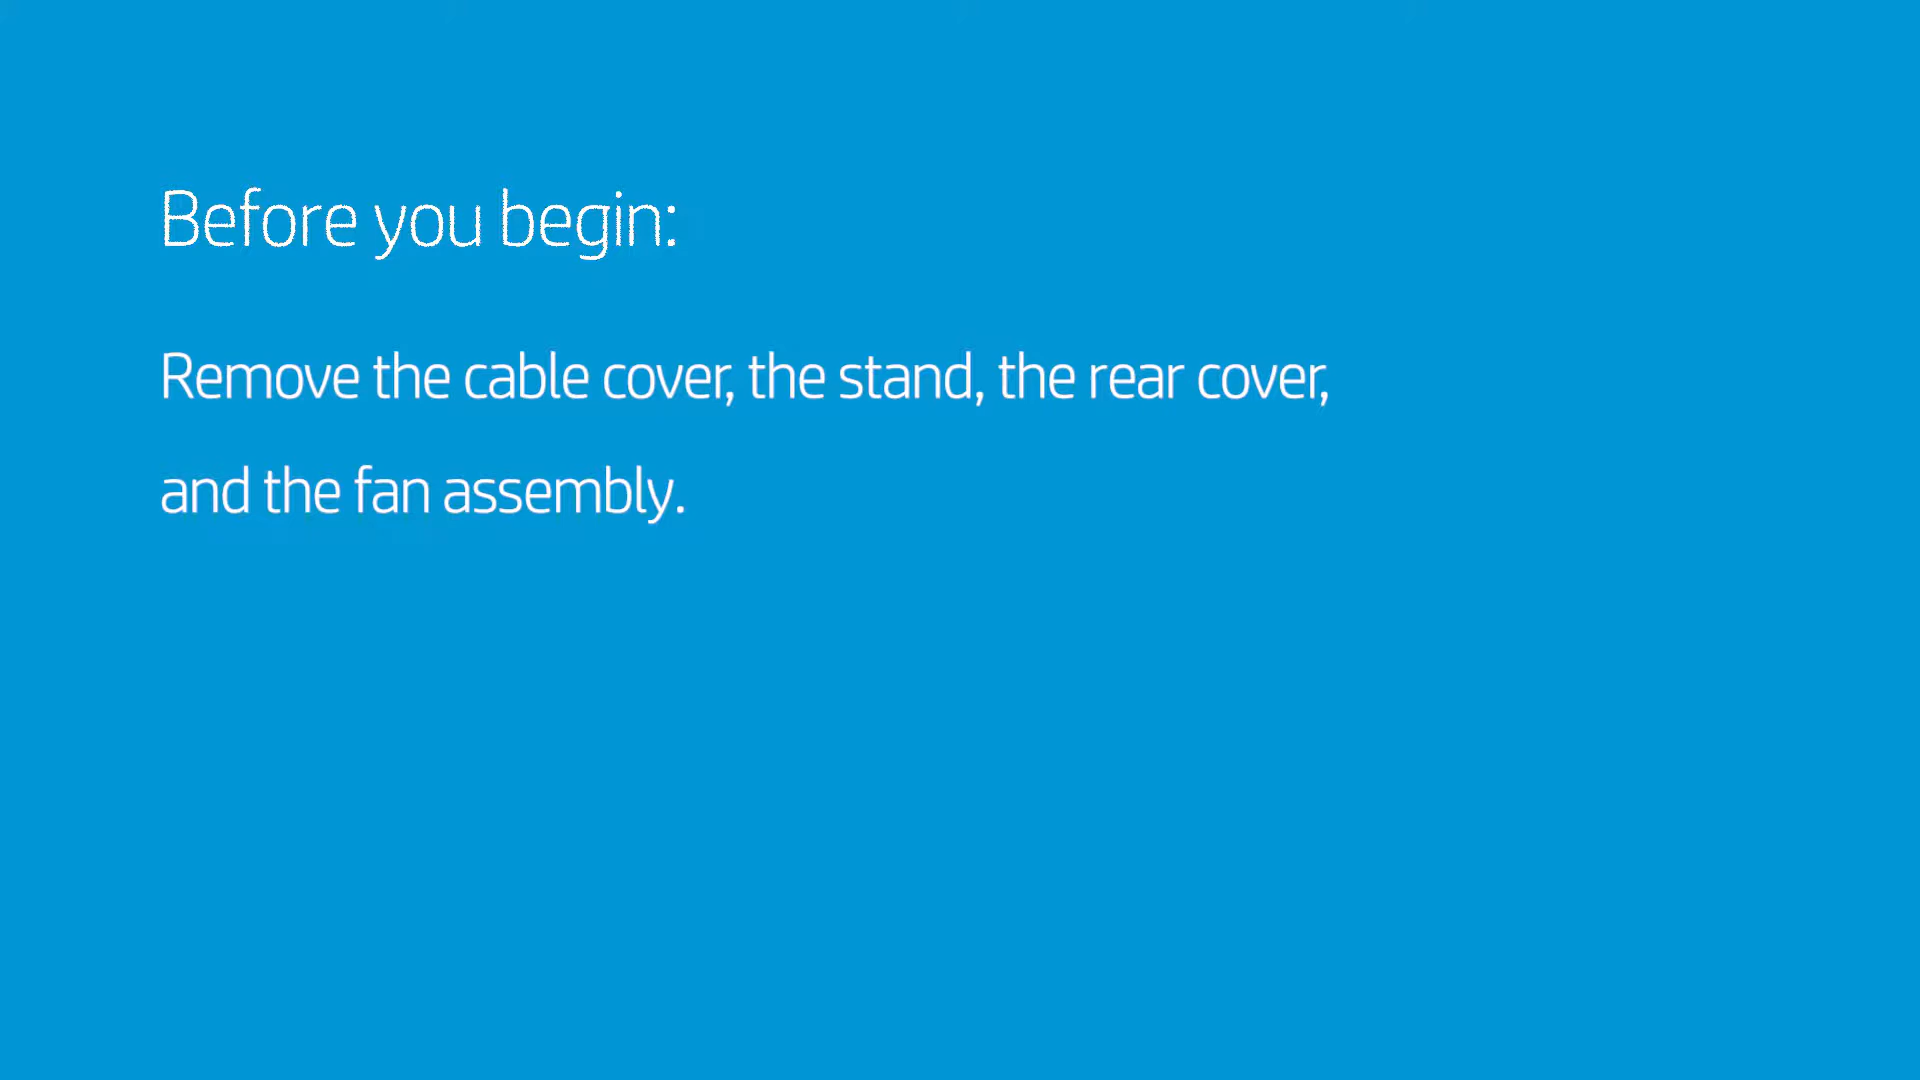 Before you begin:
Remove the cable cover, the stand, the rear cover,
and the fan assembly.